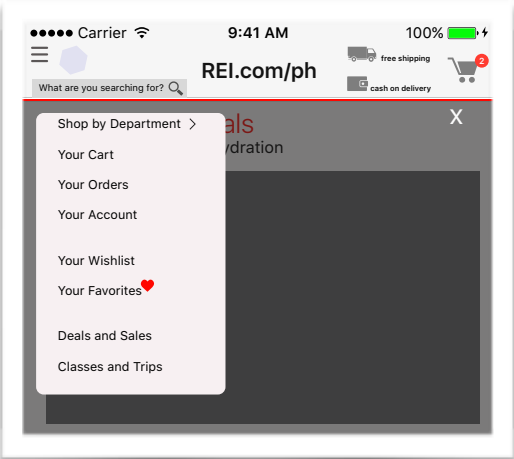 Carrier 9:41 AM 100%
REI.com/ph
free shipping
2
What are you searching for?
cash on delivery
Shop by Department >
als
X
Your Cart
ydration
Your Orders
Your Account
Your Wishlist
Your Favorites
Deals and Sales
Classes and Trips